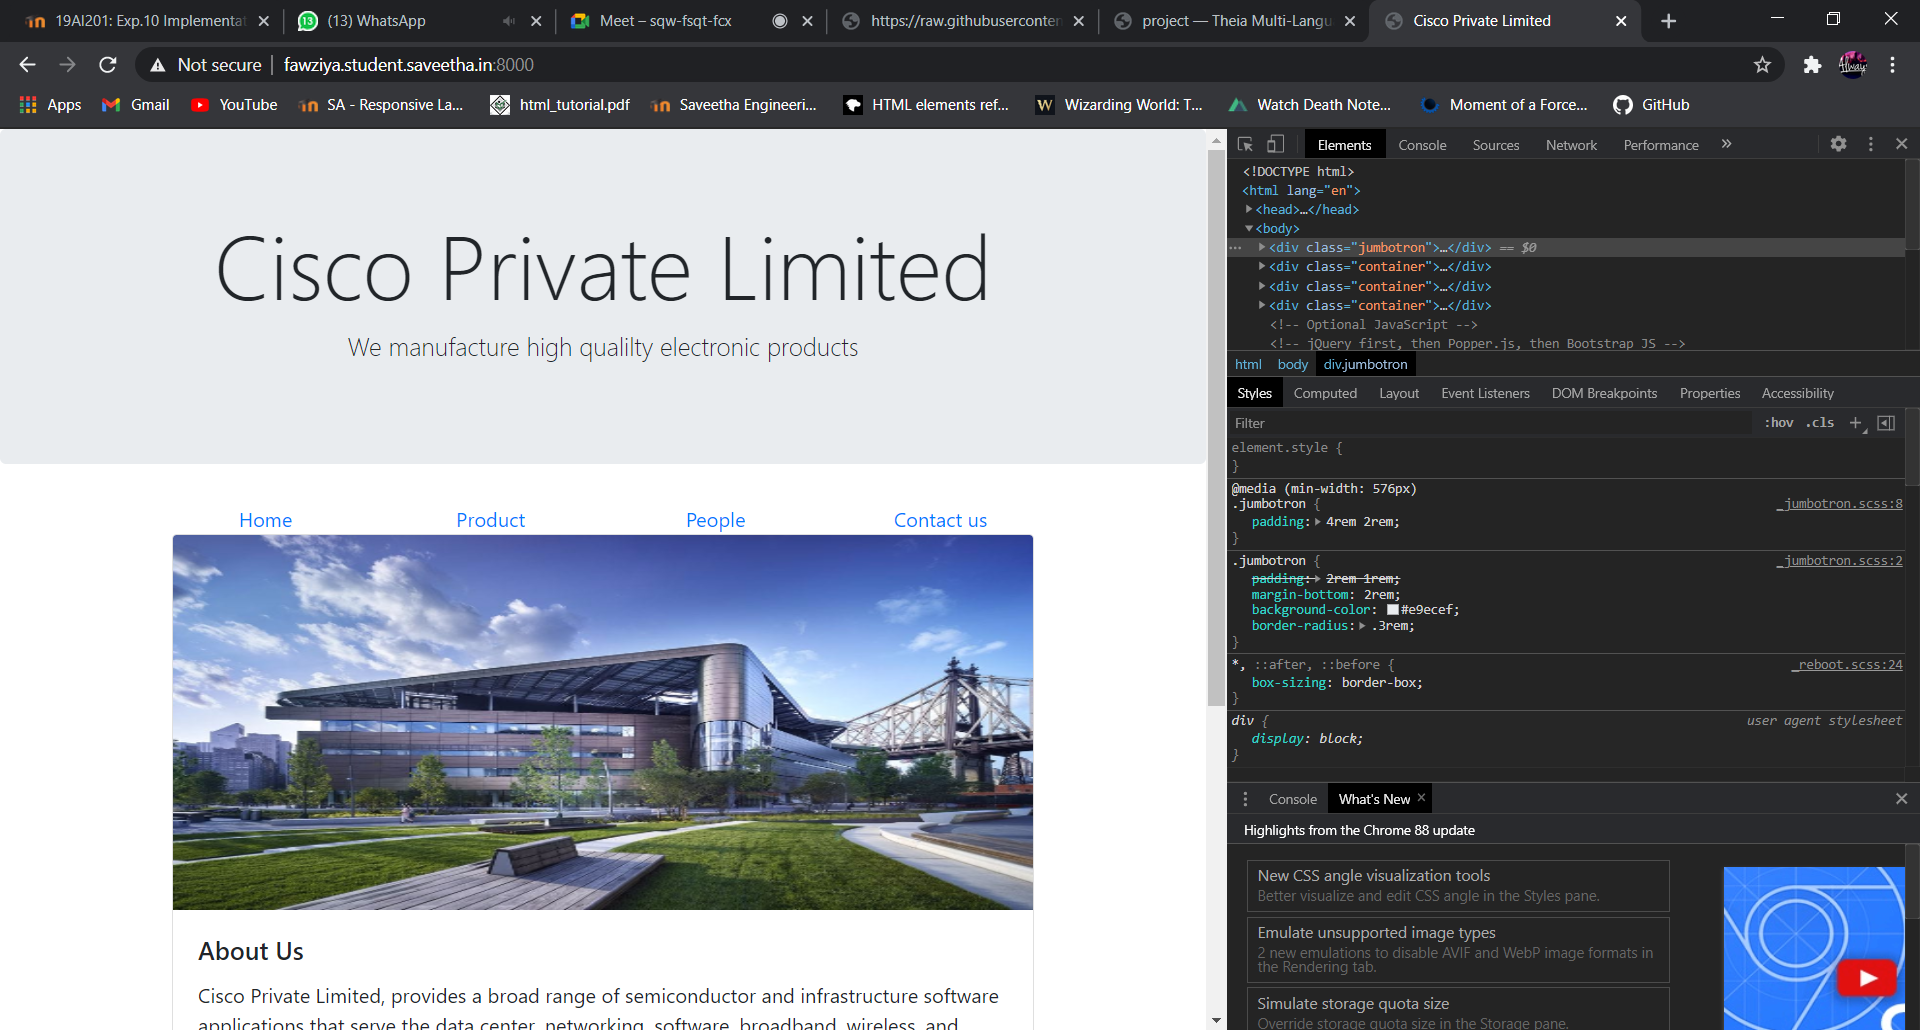 19AI201: Exp.10 Implementat
(13) WhatsApp
Meet – sqw-fsqt-fcx
https://raw.githubuserconten
project — Theia Multi-Langu
Cisco Private Limited
Not secure | fawziya.student.saveetha.in:8000
Apps
Gmail
YouTube
SA - Responsive La...
html_tutorial.pdf
Saveetha Engineeri...
HTML elements ref...
Wizarding World: T...
Watch Death Note...
Moment of a Force...
GitHub
Cisco Private Limited
We manufacture high qualilty electronic products
Home Product People Contact us
About Us
Cisco Private Limited, provides a broad range of semiconductor and infrastructure software
applications that serve the data center, networking, software, broadband, wireless, and
Elements Console Sources Network Performance »
<!DOCTYPE html>
<html lang="en">
<head>…</head>
<body>
<div class="jumbotron">…</div> == $0
<div class="container">…</div>
<div class="container">…</div>
<div class="container">…</div>
<!-- Optional JavaScript -->
<!-- jQuery first, then Popper.js, then Bootstrap JS -->
html body div.jumbotron
Styles Computed Layout Event Listeners DOM Breakpoints Properties Accessibility
Filter :hov .cls +
element.style {
}
@media (min-width: 576px)
.jumbotron { _jumbotron.scss:8
padding: 4rem 2rem;
}
.jumbotron { _jumbotron.scss:2
padding: 2rem 1rem;
margin-bottom: 2rem;
background-color: #e9ecef;
border-radius: .3rem;
}
*, ::after, ::before { _reboot.scss:24
box-sizing: border-box;
}
div { user agent stylesheet
display: block;
}
Console What's New
Highlights from the Chrome 88 update
New CSS angle visualization tools
Better visualize and edit CSS angle in the Styles pane.
Emulate unsupported image types
2 new emulations to disable AVIF and WebP image formats in
the Rendering tab.
Simulate storage quota size
Override storage quota size in the Storage pane.